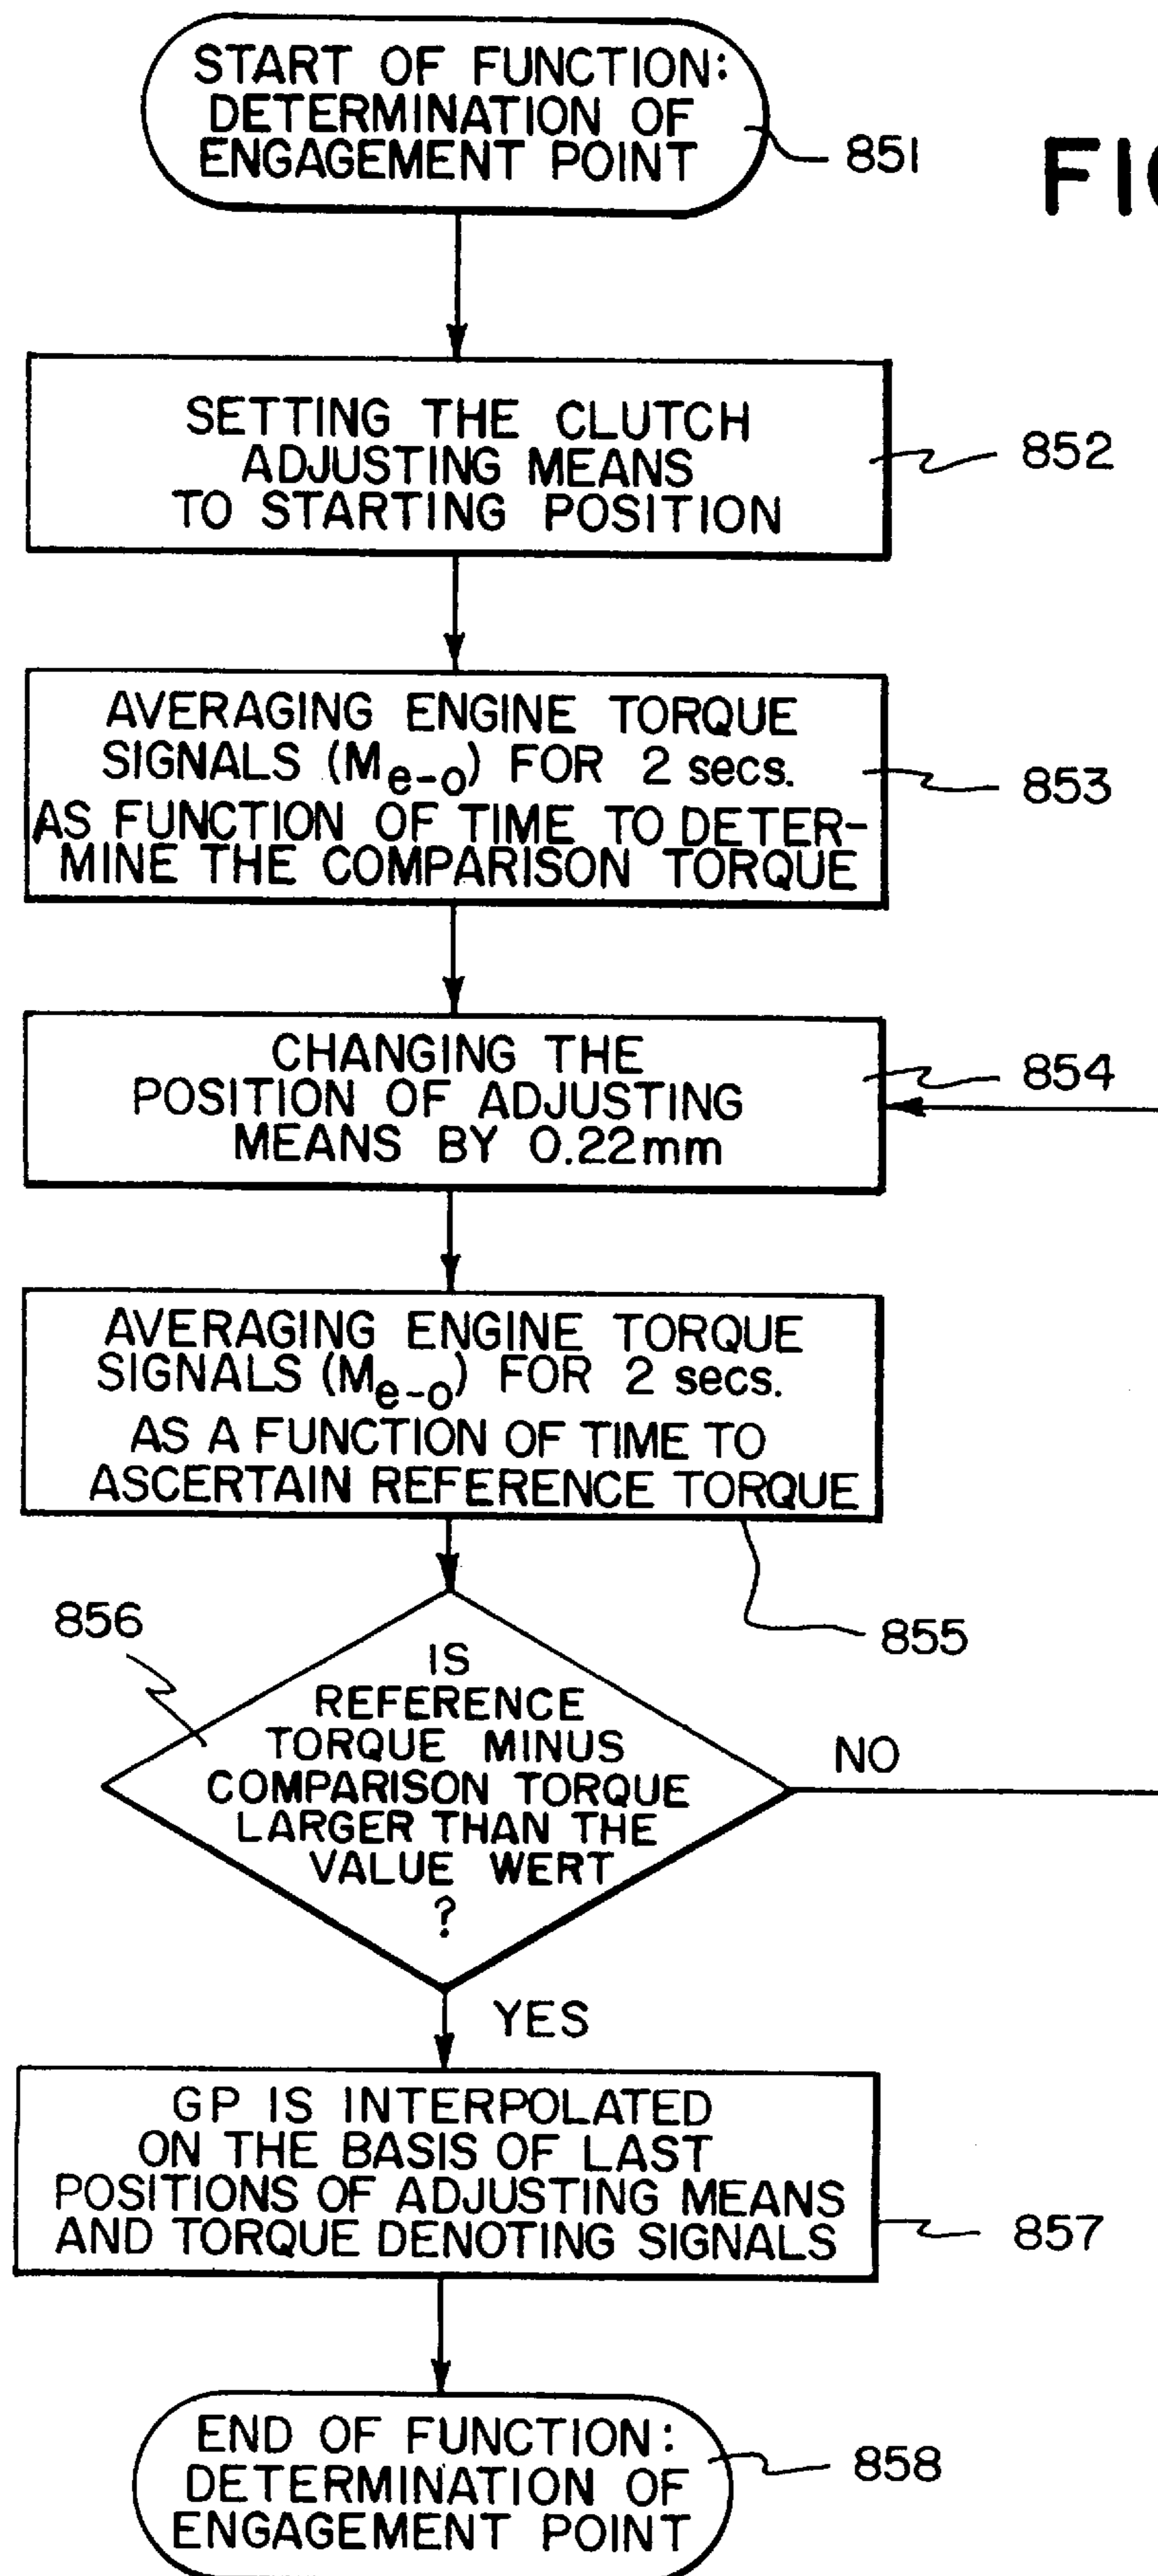 START OF FUNCTION:
DETERMINATION OF
ENGAGEMENT POINT
851
SETTING THE CLUTCH
ADJUSTING MEANS
TO STARTING POSITION
852
AVERAGING ENGINE TORQUE
SIGNALS (Me-o) FOR 2 secs.
AS FUNCTION OF TIME TO DETER-
MINE THE COMPARISON TORQUE
853
CHANGING THE
POSITION OF ADJUSTING
MEANS BY 0.22mm
854
AVERAGING ENGINE TORQUE
SIGNALS (Me-o) FOR 2 secs.
AS A FUNCTION OF TIME TO
ASCERTAIN REFERENCE TORQUE
855
856
IS
REFERENCE
TORQUE MINUS
COMPARISON TORQUE
LARGER THAN THE
VALUE WERT
?
NO
YES
GP IS INTERPOLATED
ON THE BASIS OF LAST
POSITIONS OF ADJUSTING MEANS
AND TORQUE DENOTING SIGNALS
857
END OF FUNCTION:
DETERMINATION OF
ENGAGEMENT POINT
858